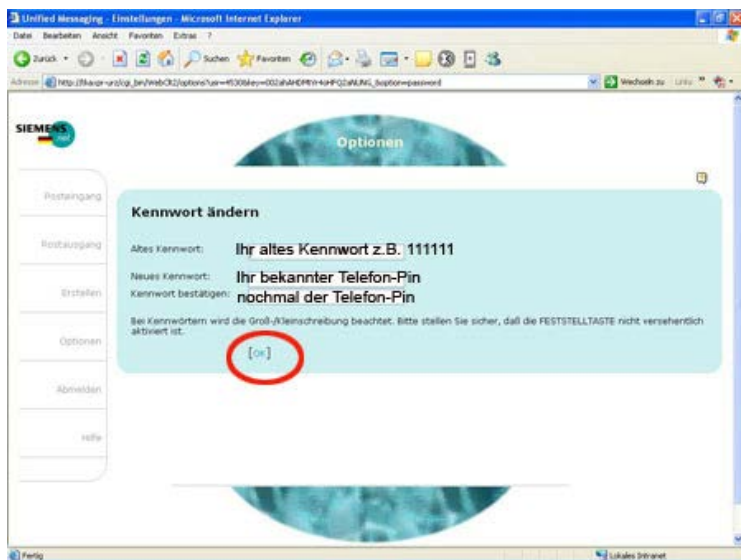 Unified Messaging - Einstellungen - Microsoft Internet Explorer
Datei Bearbeiten Ansicht Favoriten Extras ?
Zurück Suchen Favoriten
Adresse Wechseln zu Links »
SIEMENS
.net
Optionen
Posteingang
Postausgang
Erstellen
Optionen
Abmelden
Hilfe
Kennwort ändern
Altes Kennwort: Ihr altes Kennwort z.B. 111111
Neues Kennwort: Ihr bekannter Telefon-Pin
Kennwort bestätigen: nochmal der Telefon-Pin
Bei Kennwörtern wird die Groß-/Kleinschreibung beachtet. Bitte stellen Sie sicher, daß die FESTSTELLTASTE nicht versehentlich
aktiviert ist.
[OK]
Fertig
Lokales Intranet